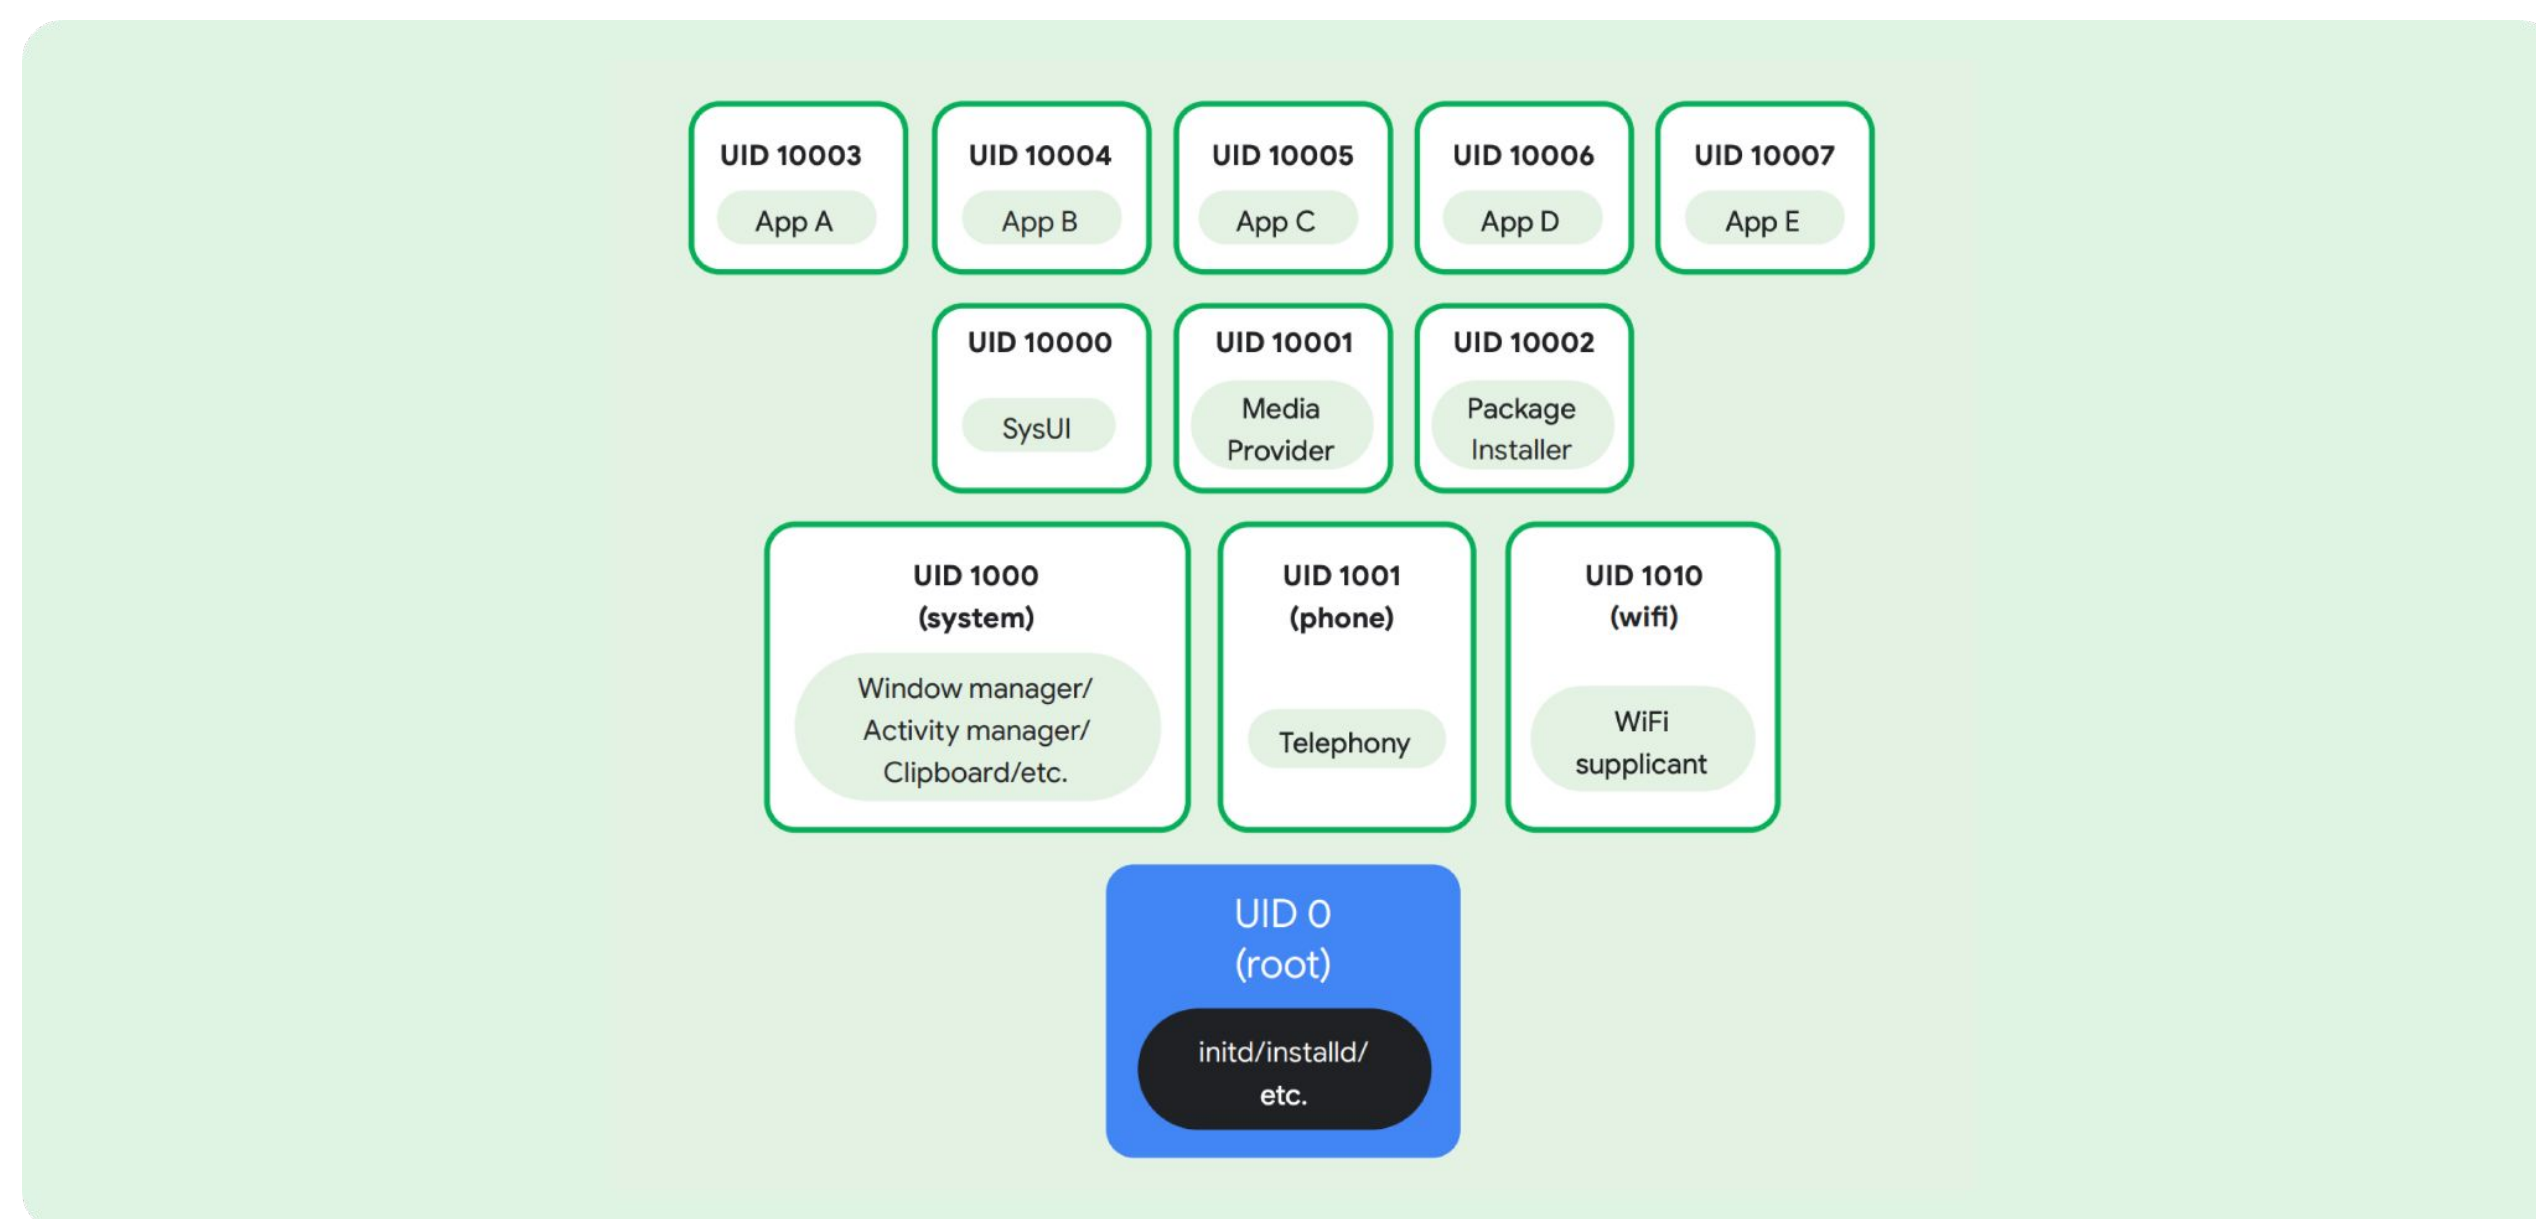 UID 10003
App A
UID 10004
App B
UID 10005
App C
UID 10006
App D
UID 10007
App E
UID 10000
SysUI
UID 10001
Media
Provider
UID 10002
Package
Installer
UID 1000
(system)
Window manager/
Activity manager/
Clipboard/etc.
UID 1001
(phone)
Telephony
UID 1010
(wifi)
WiFi
supplicant
UID 0
(root)
initd/installd/
etc.